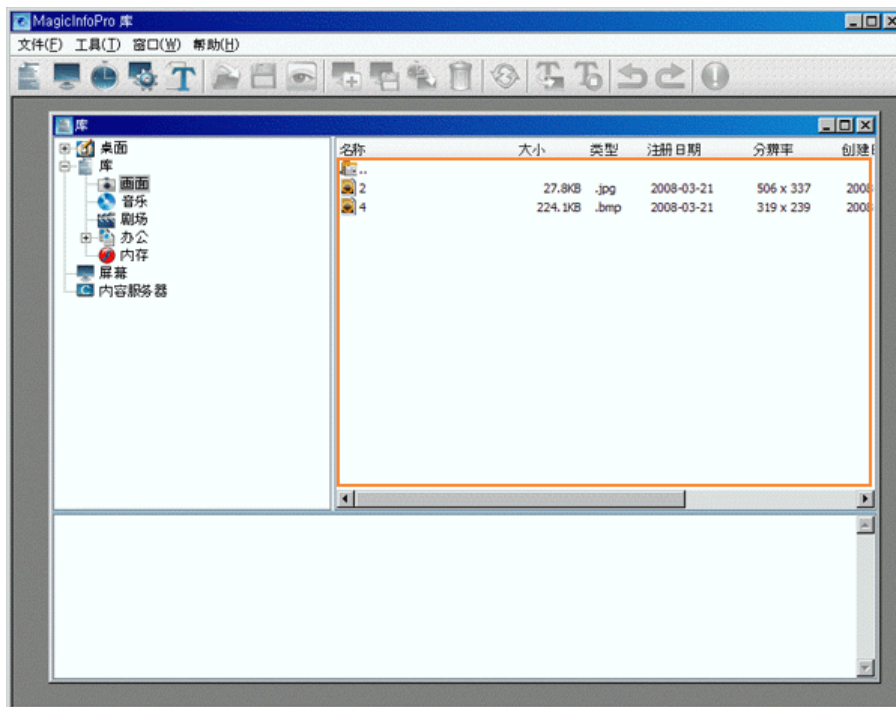 MagicInfoPro 库
文件(F) 工具(T) 窗口(W) 帮助(H)
库
桌面
库
画面
音乐
剧场
办公
内存
屏幕
内容服务器
名称 大小 类型 注册日期 分辨率
..
2 27.8KB .jpg 2008-03-21 506 x 337 2008
4 224.1KB .bmp 2008-03-21 319 x 239 2008